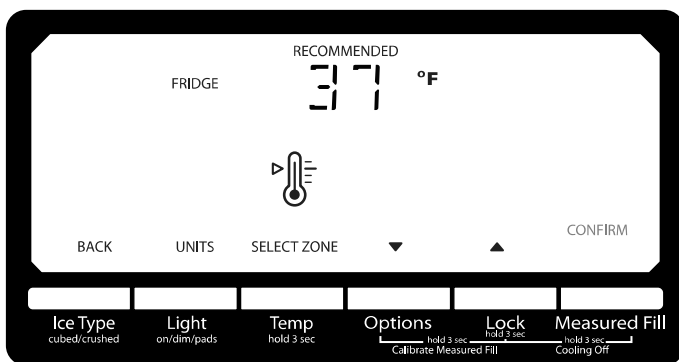 RECOMMENDED
FRIDGE 37 °F
BACK UNITS SELECT ZONE ▼ ▲ CONFIRM
Ice Type Light Temp Options Lock Measured Fill
cubed/crushed on/dim/pads hold 3 sec hold 3 sec
hold 3 sec hold 3 sec
Calibrate Measured Fill Cooling Off